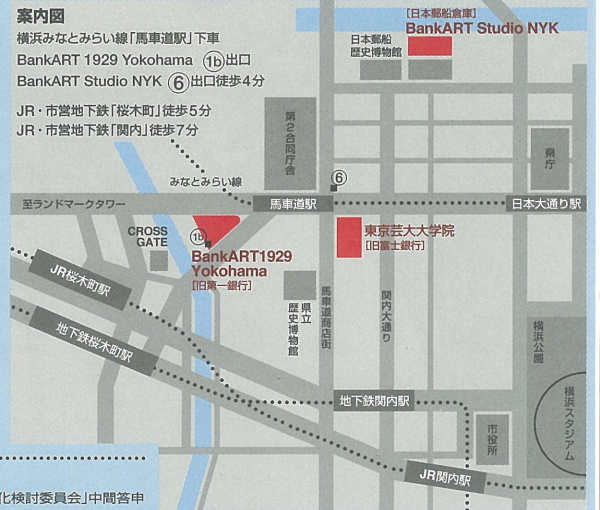 案内図
横浜みなとみらい線「馬車道駅」下車
BankART 1929 Yokohama 1b出口
BankART Studio NYK 6出口徒歩4分
JR・市営地下鉄「桜木町」徒歩5分
JR・市営地下鉄「関内」徒歩7分
[日本郵船倉庫]
BankART Studio NYK
日本郵船
歴史博物館
第2合同庁舎
県庁
みなとみらい線
6
至ランドマークタワー
馬車道駅
日本大通り駅
CROSS
GATE
1b
BankART1929
Yokohama
[旧第一銀行]
東京芸大大学院
[旧富士銀行]
JR桜木町駅
地下鉄桜木町駅
県立
歴史博物館
馬車道商店街
関内大通り
横浜公園
横浜スタジアム
地下鉄関内駅
市役所
JR関内駅
化検討委員会」中間答申